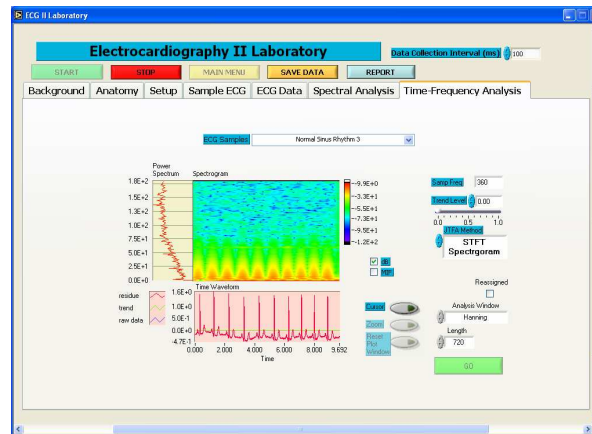 ECG II Laboratory
Electrocardiography II Laboratory
Data Collection Interval (ms) 100
START STOP MAIN MENU SAVE DATA REPORT
Background Anatomy Setup Sample ECG ECG Data Spectral Analysis Time-Frequency Analysis
ECG Samples Normal Sinus Rhythm 3
Power
Spectrum Spectrogram
1.8E+2
1.5E+2
1.3E+2
1.0E+2
7.5E+1
5.0E+1
2.5E+1
0.0E+0
--9.9E+0
--3.3E+1
--5.5E+1
--7.3E+1
--9.5E+1
--1.2E+2
Samp Freq 360
Trend Level 0.00
0.0 0.5 1.0
JTFA Method
STFT
Spectrgoram
dB
Time Waveform
residue
trend
raw data
1.6E+0
1.0E+0
5.0E-1
0.0E+0
-4.7E-1
0.000 2.000 4.000 6.000 8.000 9.692
Time
Cursor
Zoom
Reset
Plot
Window
Reassigned
Analysis Window
Hanning
Length
720
GO